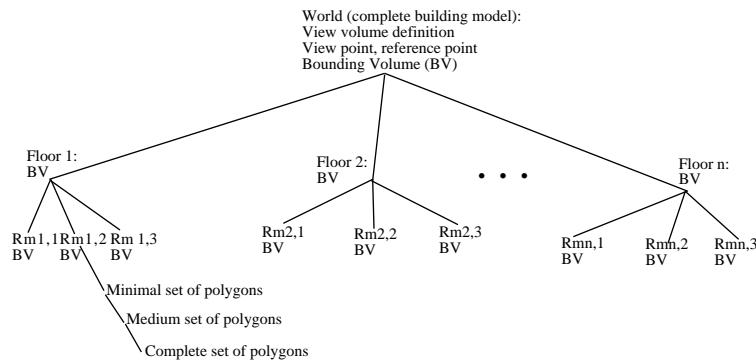 World (complete building model):
View volume definition
View point, reference point
Bounding Volume (BV)
Floor 1:
BV
Floor 2:
BV
• • •
Floor n:
BV
Rm1,1
BV
Rm1,2
BV
Rm 1,3
BV
Rm2,1
BV
Rm2,2
BV
Rm2,3
BV
Rmn,1
BV
Rmn,2
BV
Rmn,3
BV
Minimal set of polygons
Medium set of polygons
Complete set of polygons